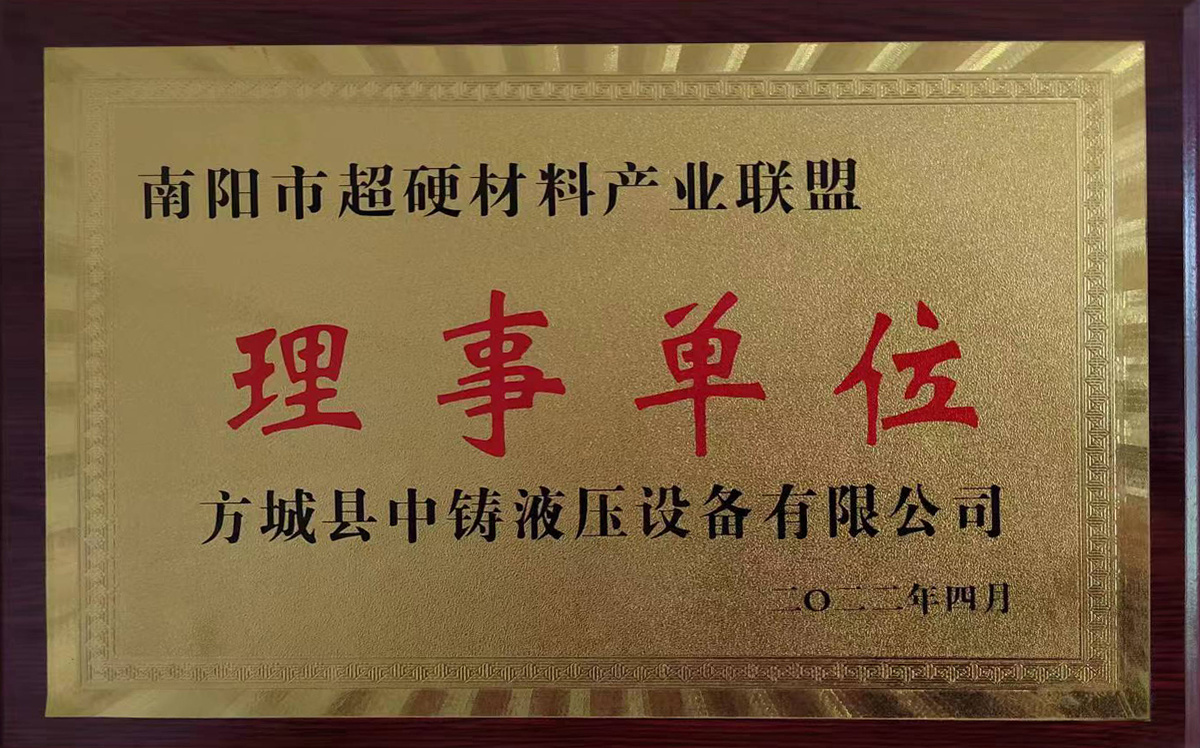 南阳市超硬材料产业联盟
理事单位
方城县中铸液压设备有限公司
二〇二二年四月